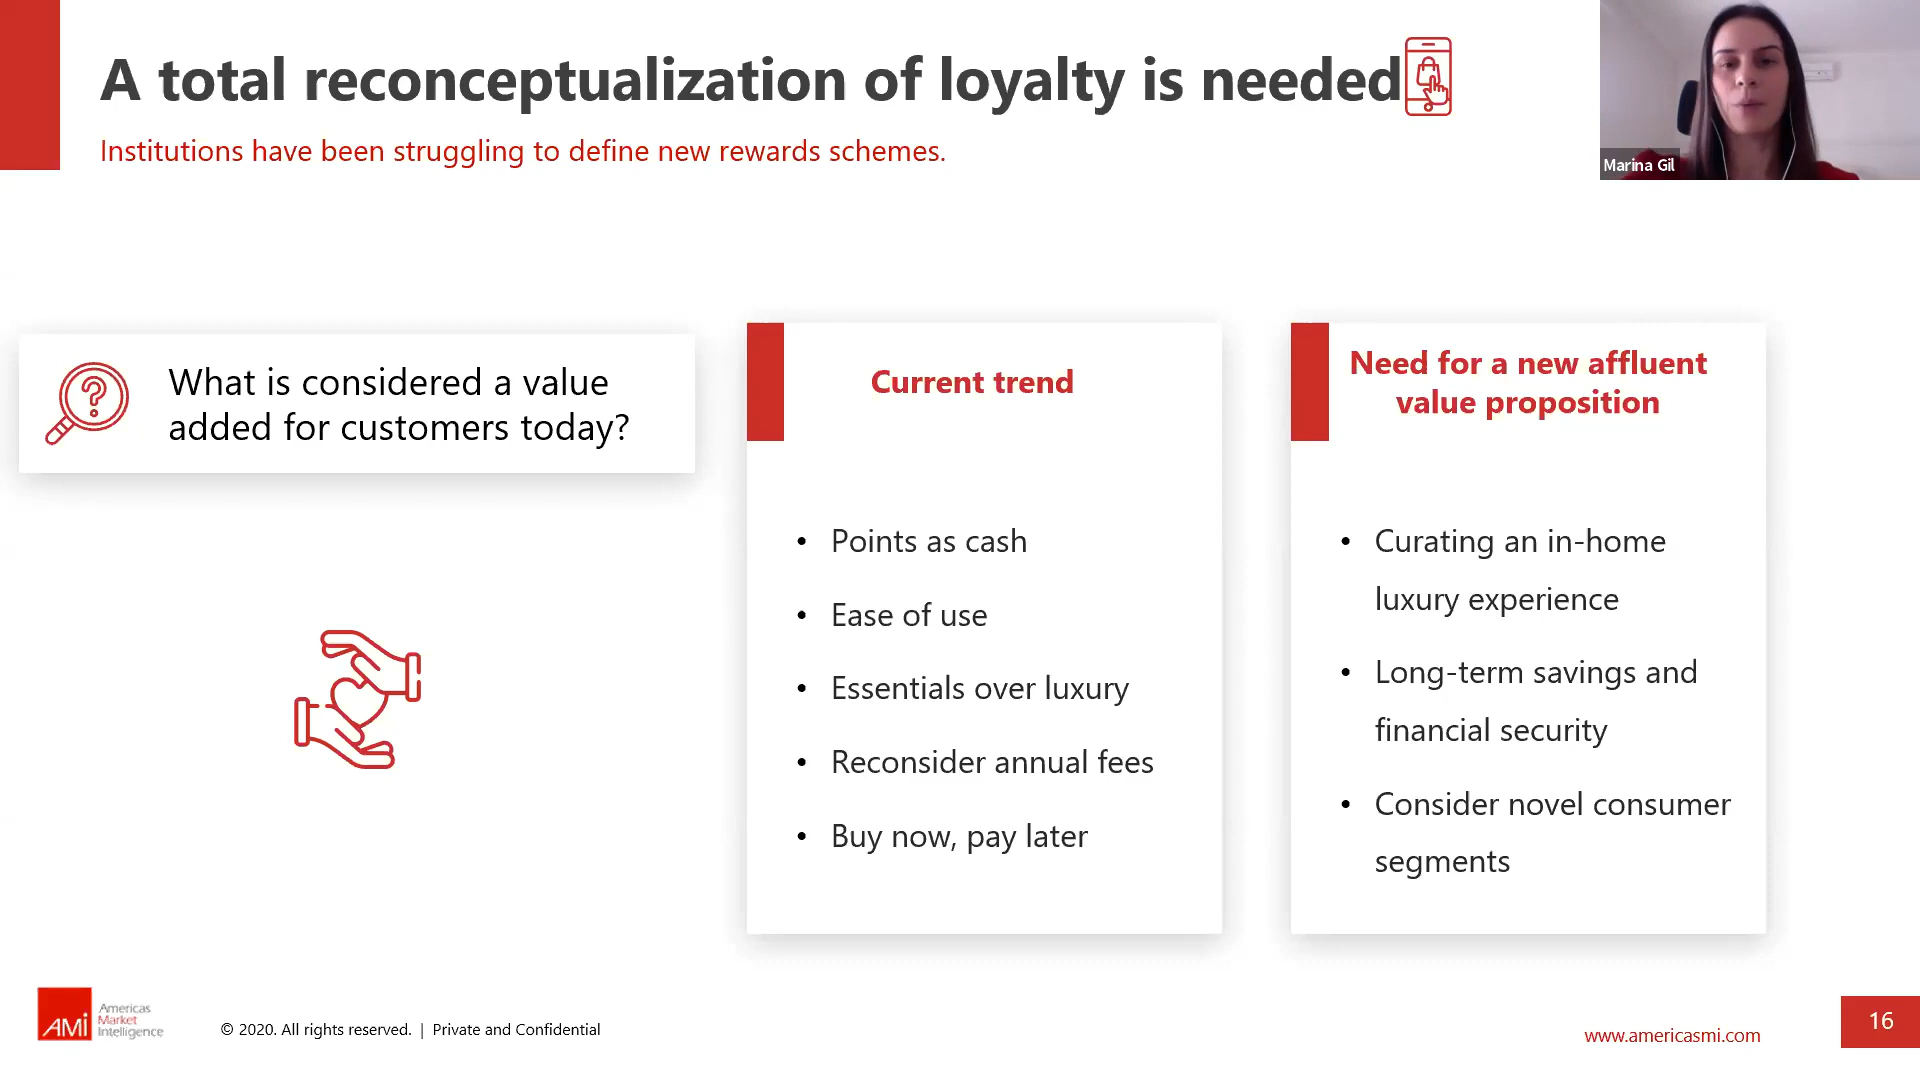 A total reconceptualization of loyalty is needed
Institutions have been struggling to define new rewards schemes.
Marina Gil
?
What is considered a value
added for customers today?
Current trend
• Points as cash
• Ease of use
• Essentials over luxury
• Reconsider annual fees
• Buy now, pay later
Need for a new affluent
value proposition
• Curating an in-home
luxury experience
• Long-term savings and
financial security
• Consider novel consumer
segments
AMi
Americas
Market
Intelligence
© 2020. All rights reserved. | Private and Confidential
www.americasmi.com
16